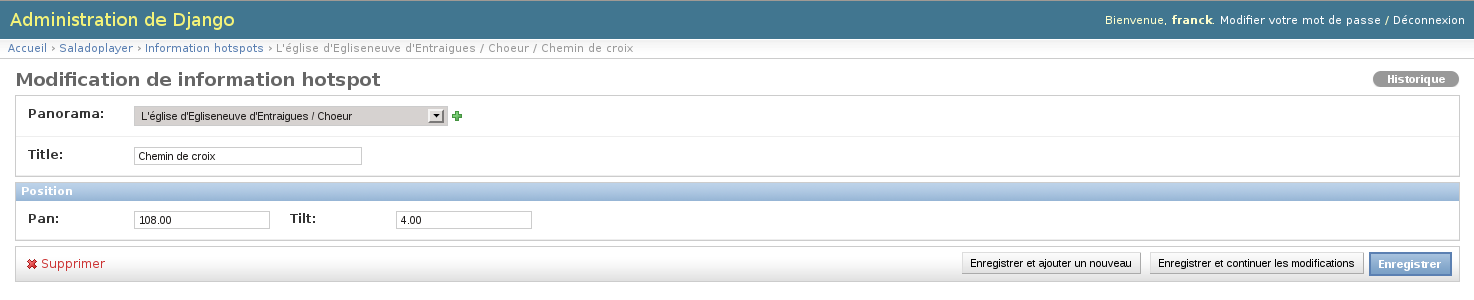 Administration de Django
Bienvenue, franck. Modifier votre mot de passe / Déconnexion
Accueil › Saladoplayer › Information hotspots › L'église d'Egliseneuve d'Entraigues / Choeur / Chemin de croix
Modification de information hotspot
Historique
Panorama: L'église d'Egliseneuve d'Entraigues / Choeur
Title: Chemin de croix
Position
Pan: 108.00 Tilt: 4.00
Supprimer Enregistrer et ajouter un nouveau Enregistrer et continuer les modifications Enregistrer